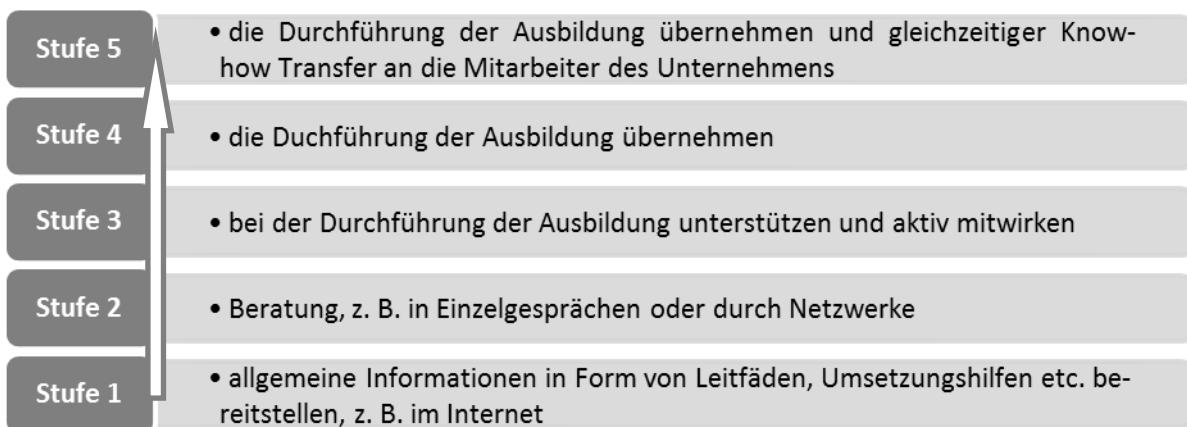 Stufe 5
• die Durchführung der Ausbildung übernehmen und gleichzeitiger Know-
how Transfer an die Mitarbeiter des Unternehmens
Stufe 4
• die Duchführung der Ausbildung übernehmen
Stufe 3
• bei der Durchführung der Ausbildung unterstützen und aktiv mitwirken
Stufe 2
• Beratung, z. B. in Einzelgesprächen oder durch Netzwerke
Stufe 1
• allgemeine Informationen in Form von Leitfäden, Umsetzungshilfen etc. be-
reitstellen, z. B. im Internet